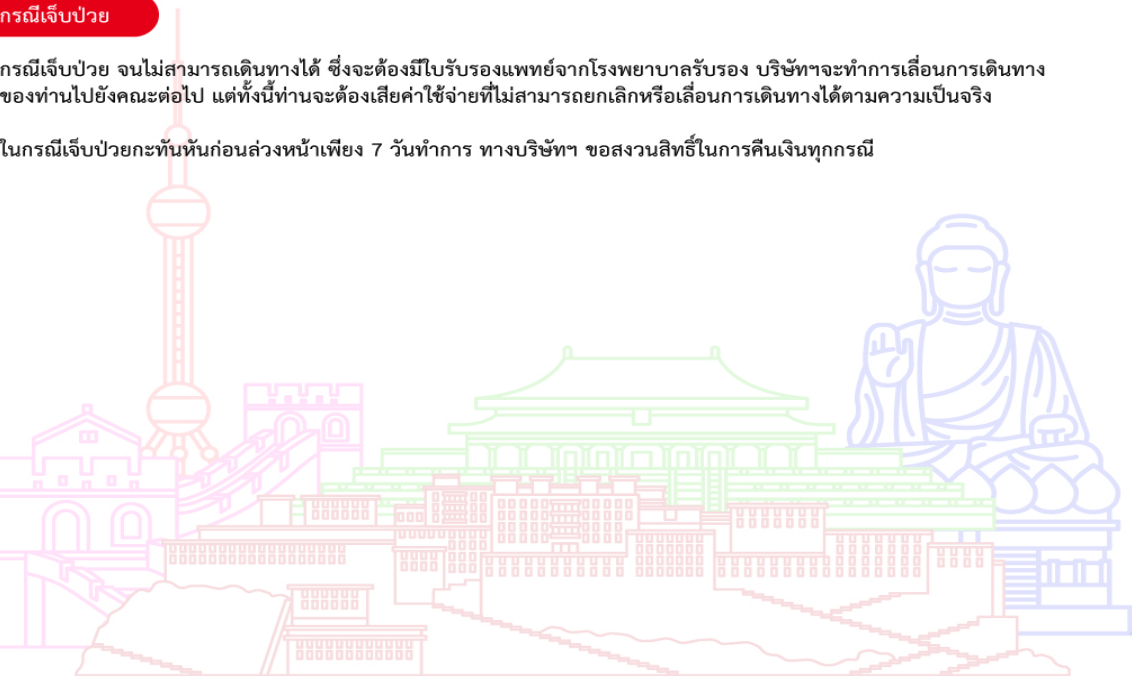 กรณีเจ็บป่วย
กรณีเจ็บป่วย จนไม่สามารถเดินทางได้ ซึ่งจะต้องมีใบรับรองแพทย์จากโรงพยาบาลรับรอง บริษัทฯจะทำการเลื่อนการเดินทาง
ของท่านไปยังคณะต่อไป แต่ทั้งนี้ท่านจะต้องเสียค่าใช้จ่ายที่ไม่สามารถยกเลิกหรือเลื่อนการเดินทางได้ตามความเป็นจริง
ในกรณีเจ็บป่วยกะทันหันก่อนล่วงหน้าเพียง 7 วันทำการ ทางบริษัทฯ ขอสงวนสิทธิ์ในการคืนเงินทุกกรณี